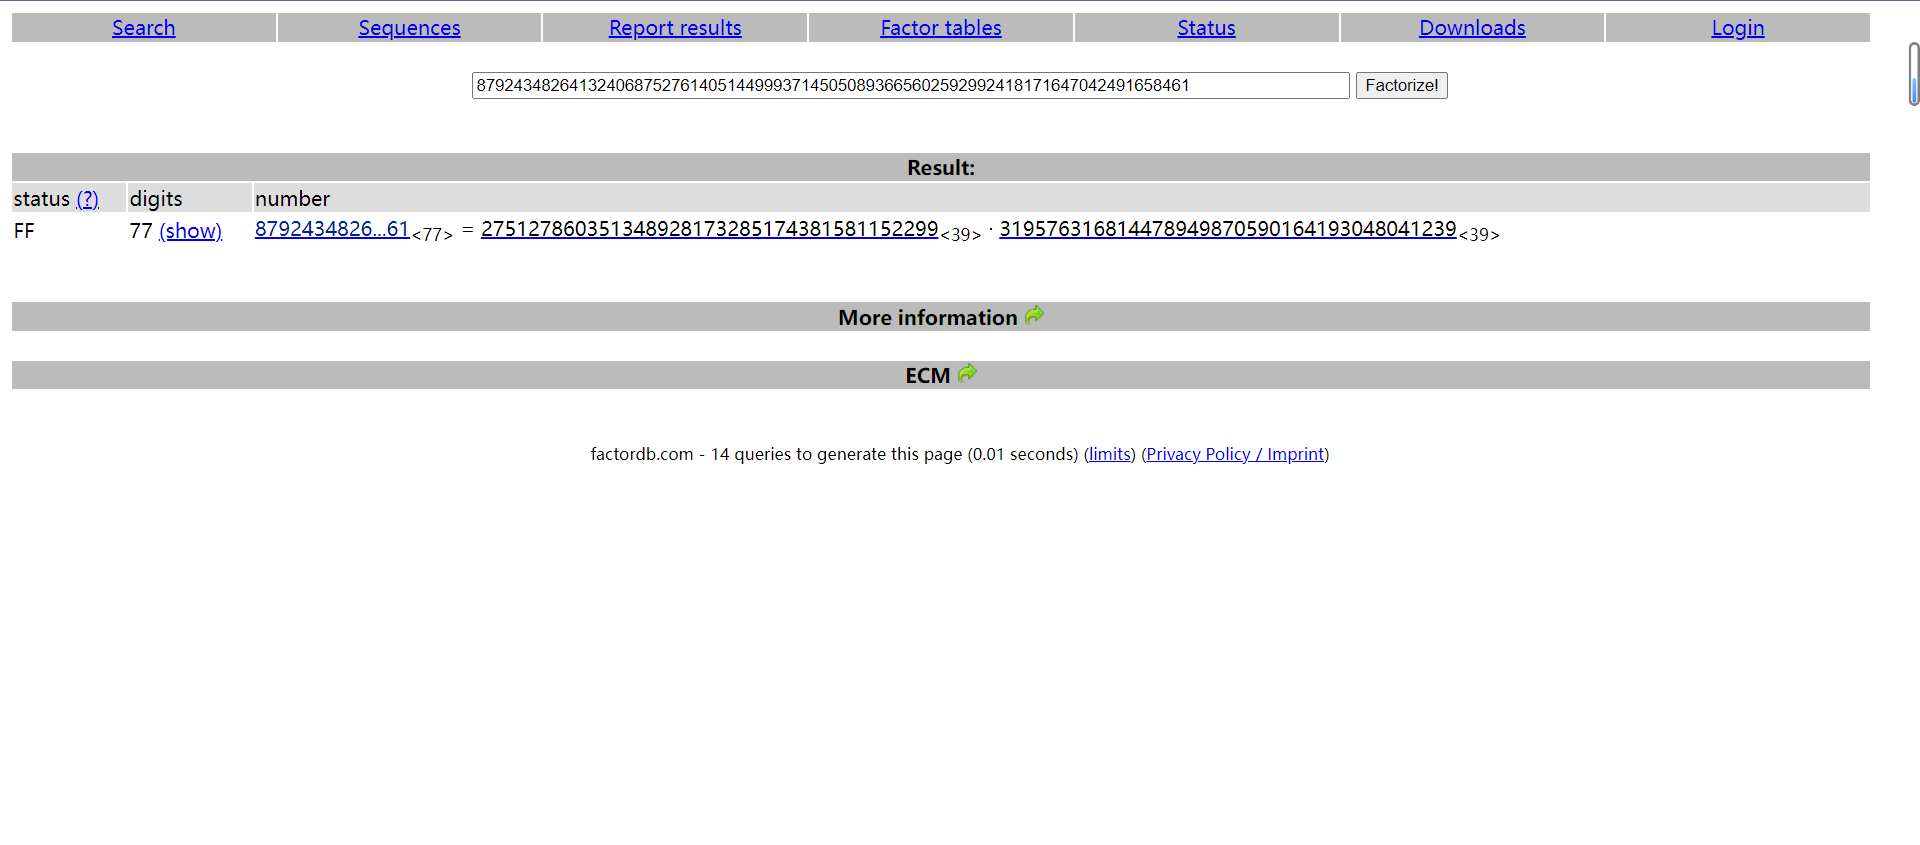 Search Sequences Report results Factor tables Status Downloads Login
87924348264132406875276140514499937145050893665602592992418171647042491658461 Factorize!
Result:
status (?) digits number
FF 77 (show) 8792434826...61<77> = 275127860351348928173285174381581152299<39> · 319576316814478949870590164193048041239<39>
More information
ECM
factordb.com - 14 queries to generate this page (0.01 seconds) (limits) (Privacy Policy / Imprint)